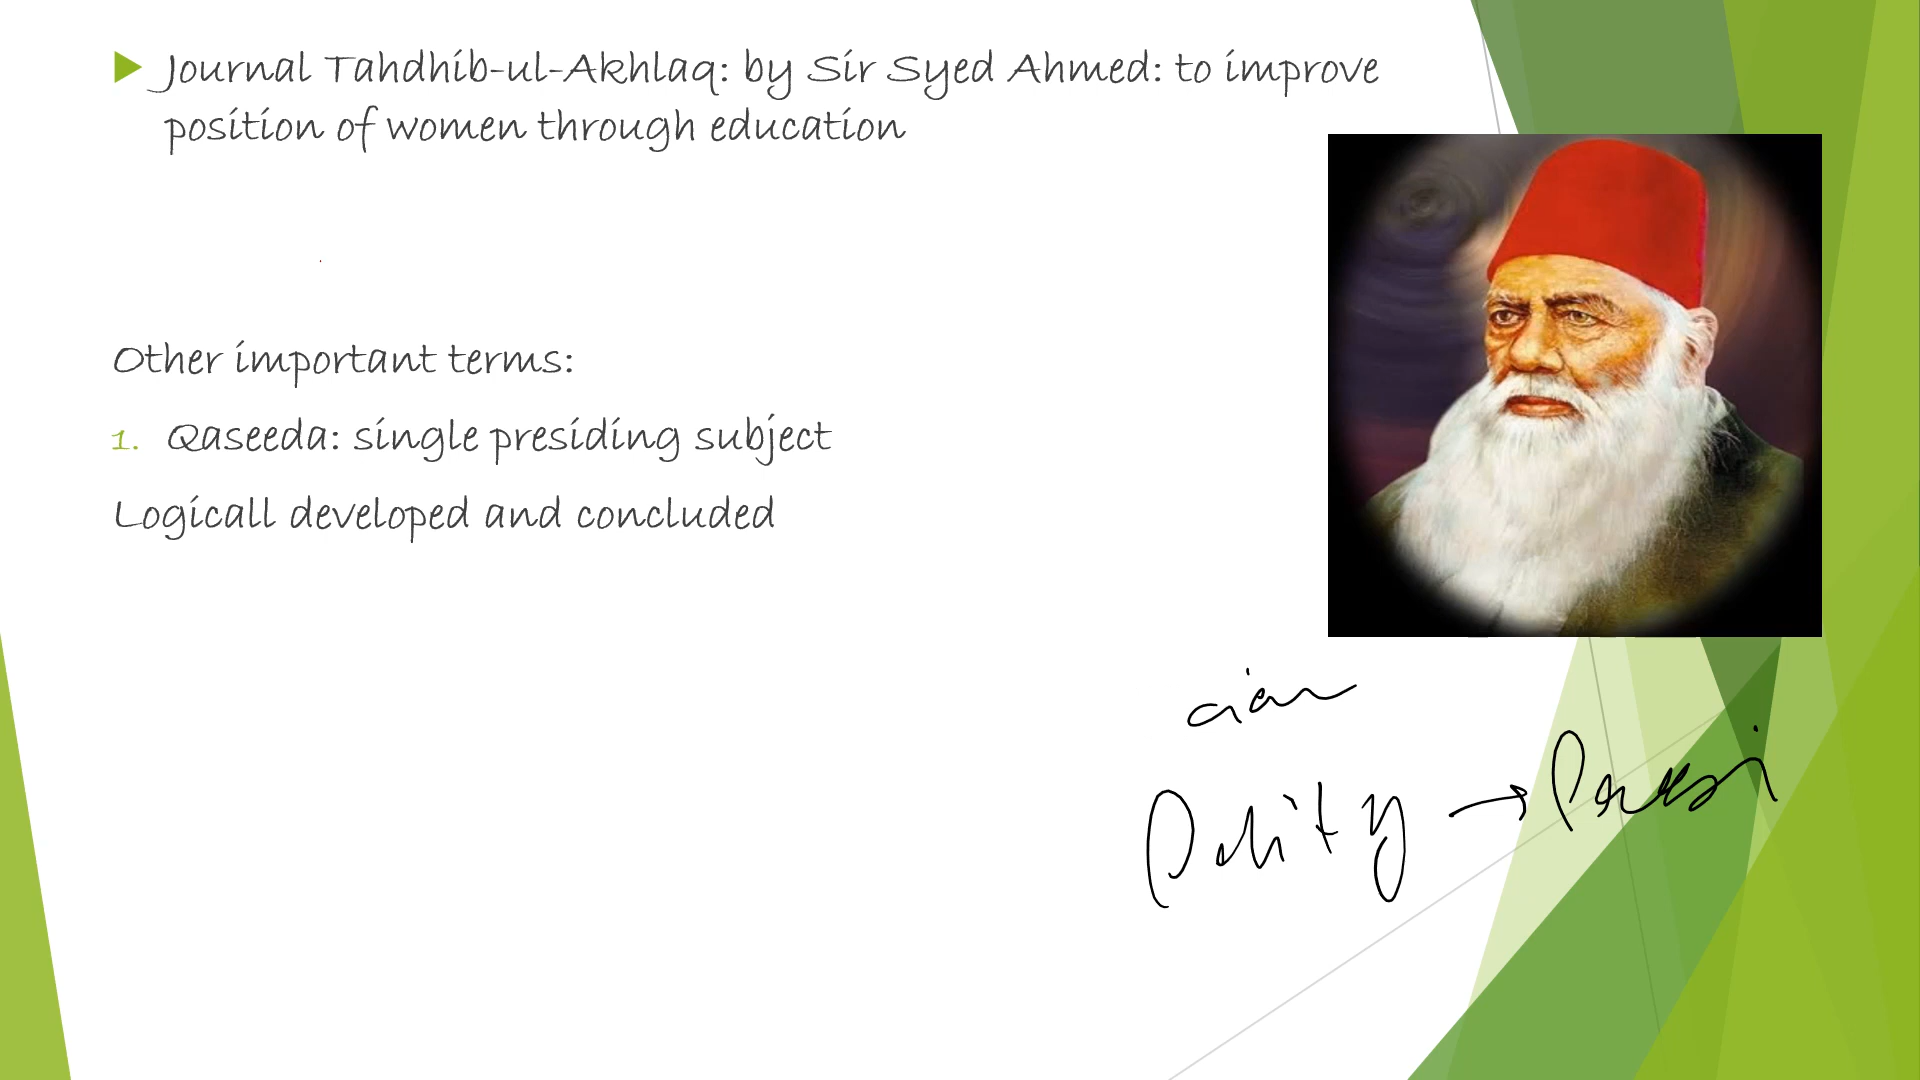 Journal Tahdhib-ul-Akhlaq: by Sir Syed Ahmed: to improve
position of women through education
Other important terms:
1. Qaseeda: single presiding subject
Logicall developed and concluded
Polity →